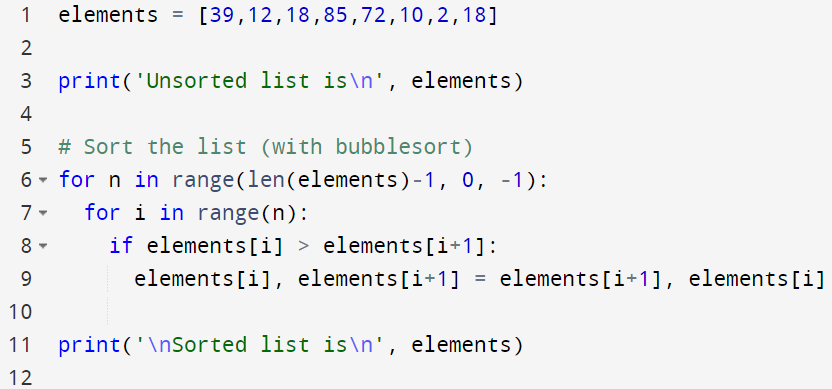 1 elements = [39,12,18,85,72,10,2,18]
2
3 print('Unsorted list is\n', elements)
4
5 # Sort the list (with bubblesort)
6 for n in range(len(elements)-1, 0, -1):
7   for i in range(n):
8     if elements[i] > elements[i+1]:
9       elements[i], elements[i+1] = elements[i+1], elements[i]
10
11 print('\nSorted list is\n', elements)
12